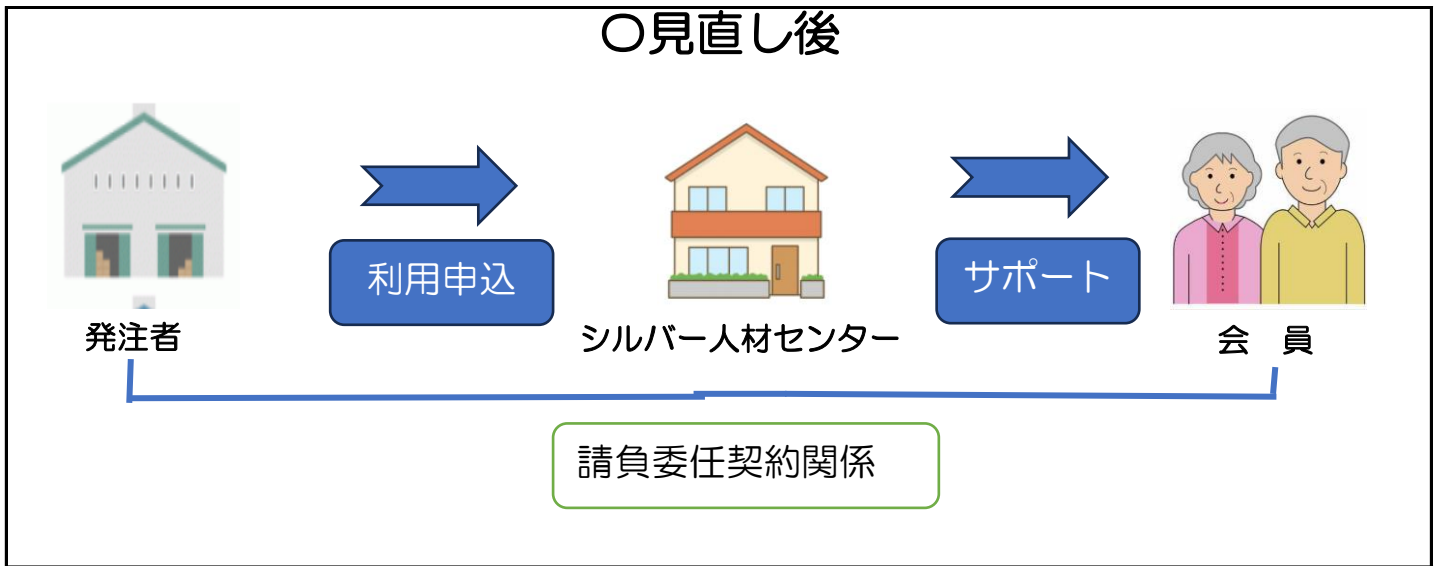 〇見直し後
利用申込
サポート
発注者
シルバー人材センター
会　員
請負委任契約関係